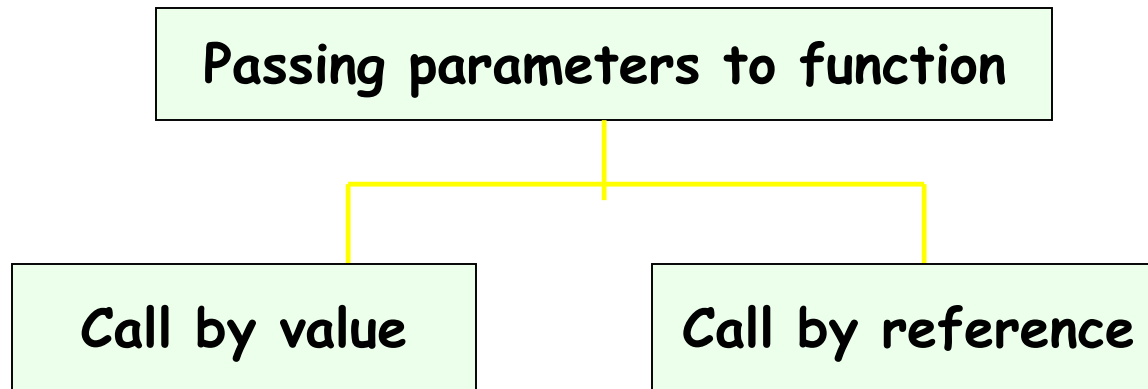 Passing parameters to function
Call by value
Call by reference